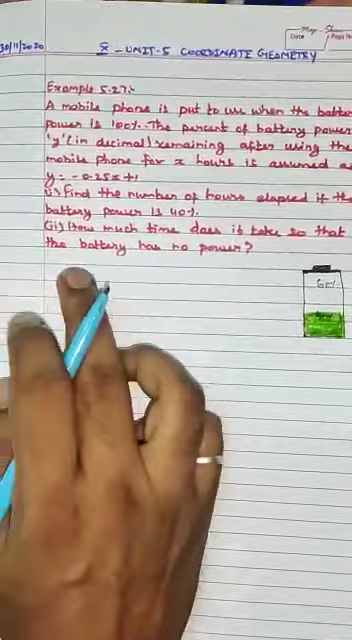 30/11/2020
X - UNIT-5 COORDINATE GEOMETRY
Date
Example 5.27:-
A mobile phone is put to use when the battery
power is 100%. The percent of battery power
'y' (in decimal) remaining after using the
mobile phone for x hours is assumed as
y = -0.25x+1
(i) Find the number of hours elapsed if the
battery power is 40%.
(ii) How much time does it take so that
the battery has no power?
60%